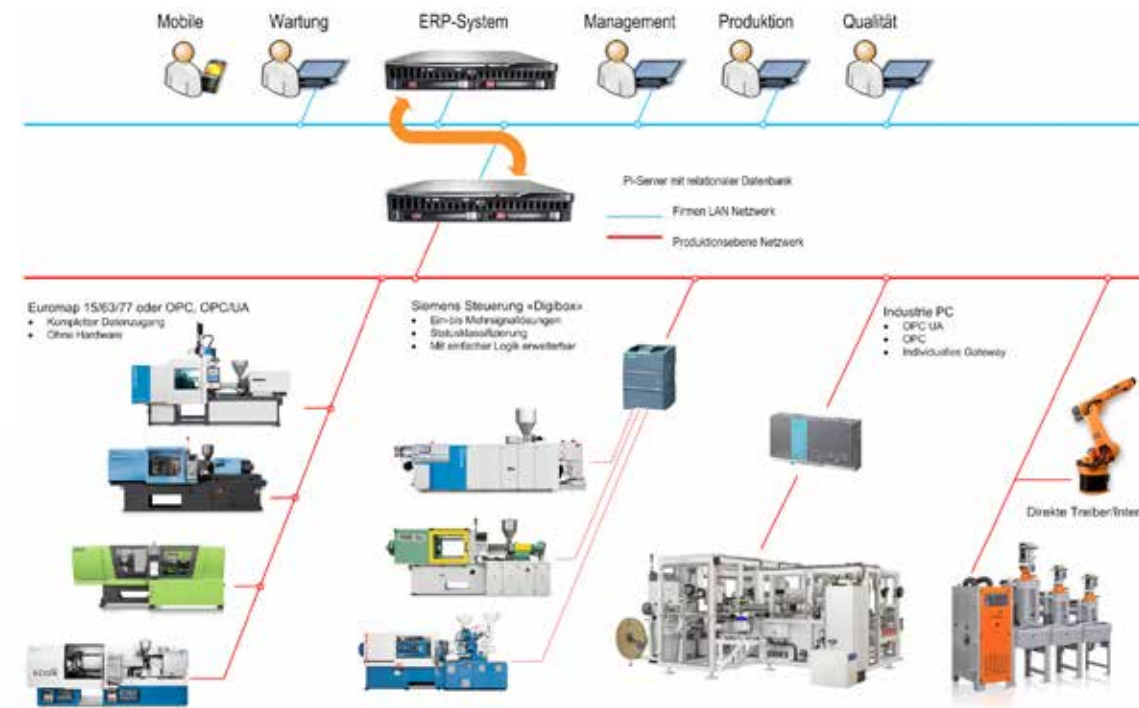 Mobile
Wartung
ERP-System
Management
Produktion
Qualität
PI-Server mit relationaler Datenbank
Firmen LAN Netzwerk
Produktionsebene Netzwerk
Euromap 15/63/77 oder OPC, OPC/UA
• Kompletter Datenzugang
• Ohne Hardware
Siemens Steuerung «Digibox»
• Ein-bis Mehrsignallösungen
• Statusklassifizierung
• Mit einfacher Logik erweiterbar
Industrie PC
• OPC UA
• OPC
• Individuelles Gateway
Direkte Treiber/Inter